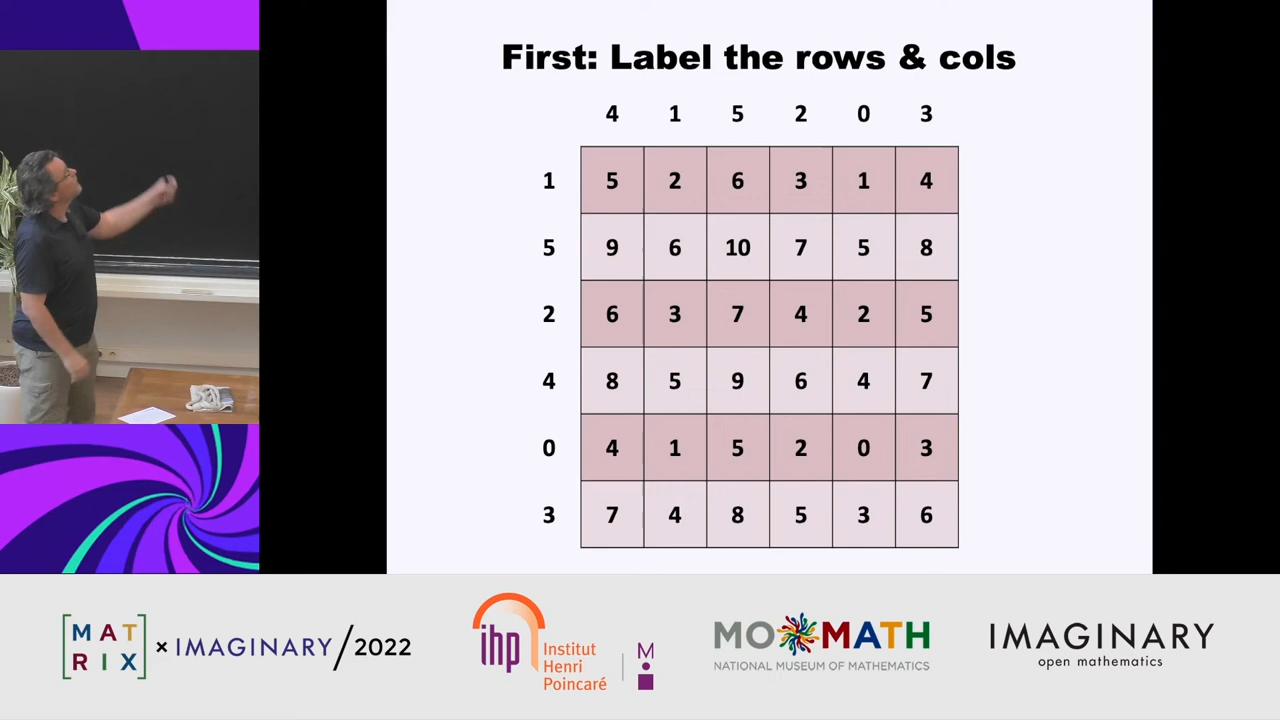 First: Label the rows & cols
4 1 5 2 0 3
1 5 2 6 3 1 4
5 9 6 10 7 5 8
2 6 3 7 4 2 5
4 8 5 9 6 4 7
0 4 1 5 2 0 3
3 7 4 8 5 3 6
MAT
RIX
× IMAGINARY/2022
ihp
Institut
Henri
Poincaré
M
MOMATH
NATIONAL MUSEUM OF MATHEMATICS
IMAGINARY
open mathematics